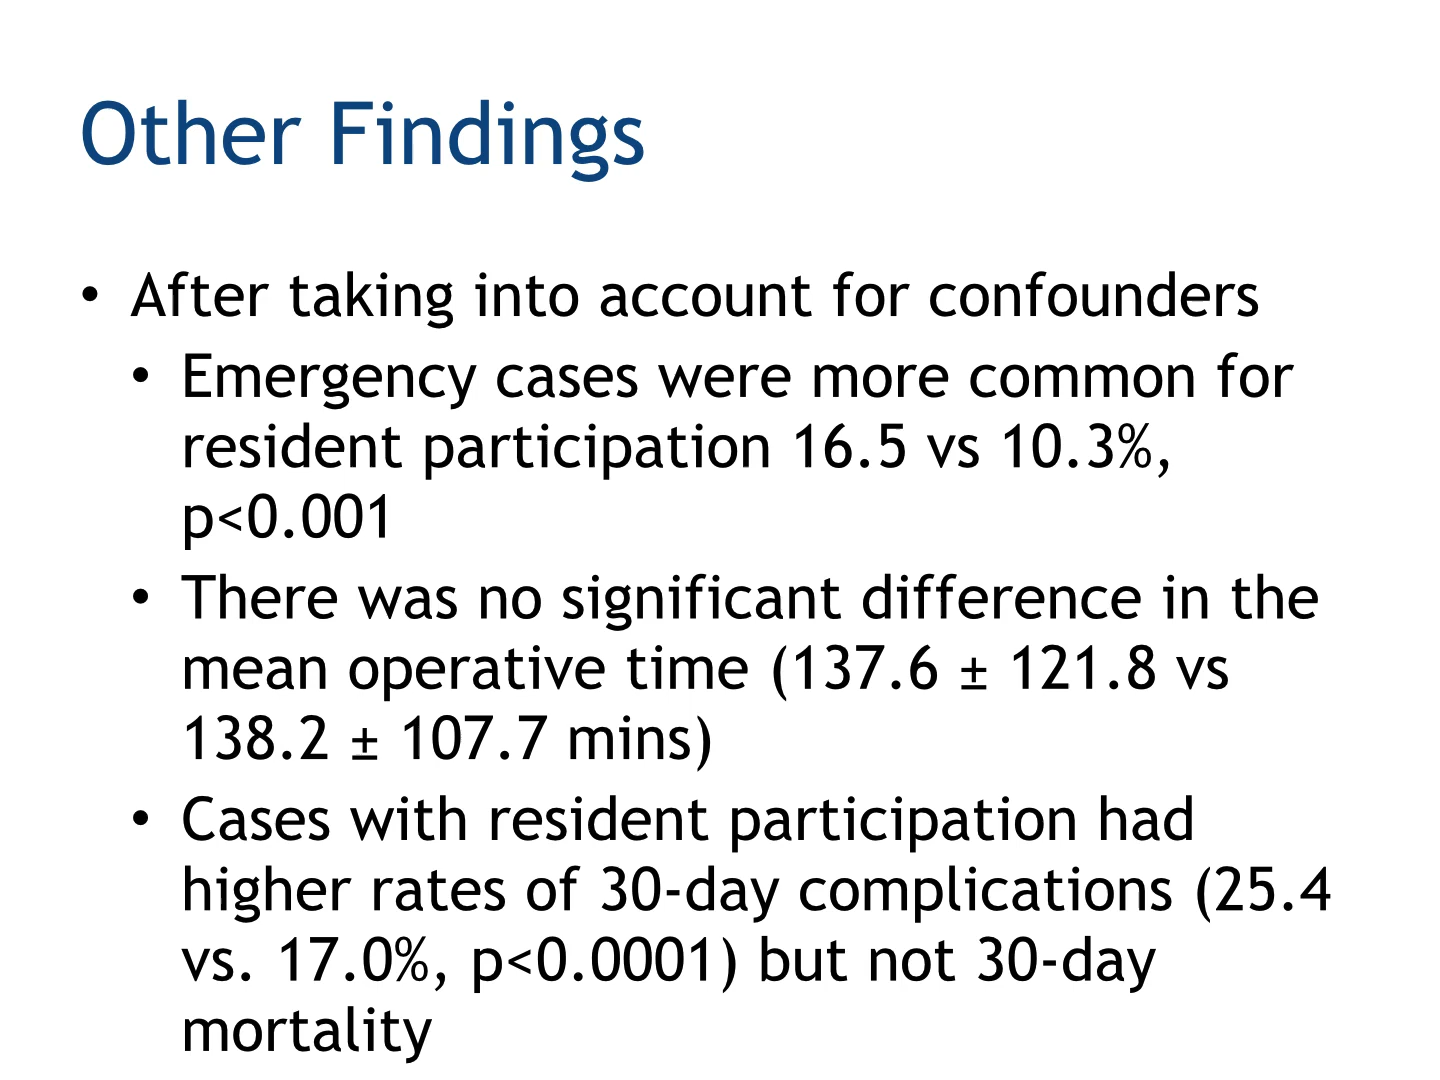 Other Findings
• After taking into account for confounders
• Emergency cases were more common for
resident participation 16.5 vs 10.3%,
p<0.001
• There was no significant difference in the
mean operative time (137.6 ± 121.8 vs
138.2 ± 107.7 mins)
• Cases with resident participation had
higher rates of 30-day complications (25.4
vs. 17.0%, p<0.0001) but not 30-day
mortality